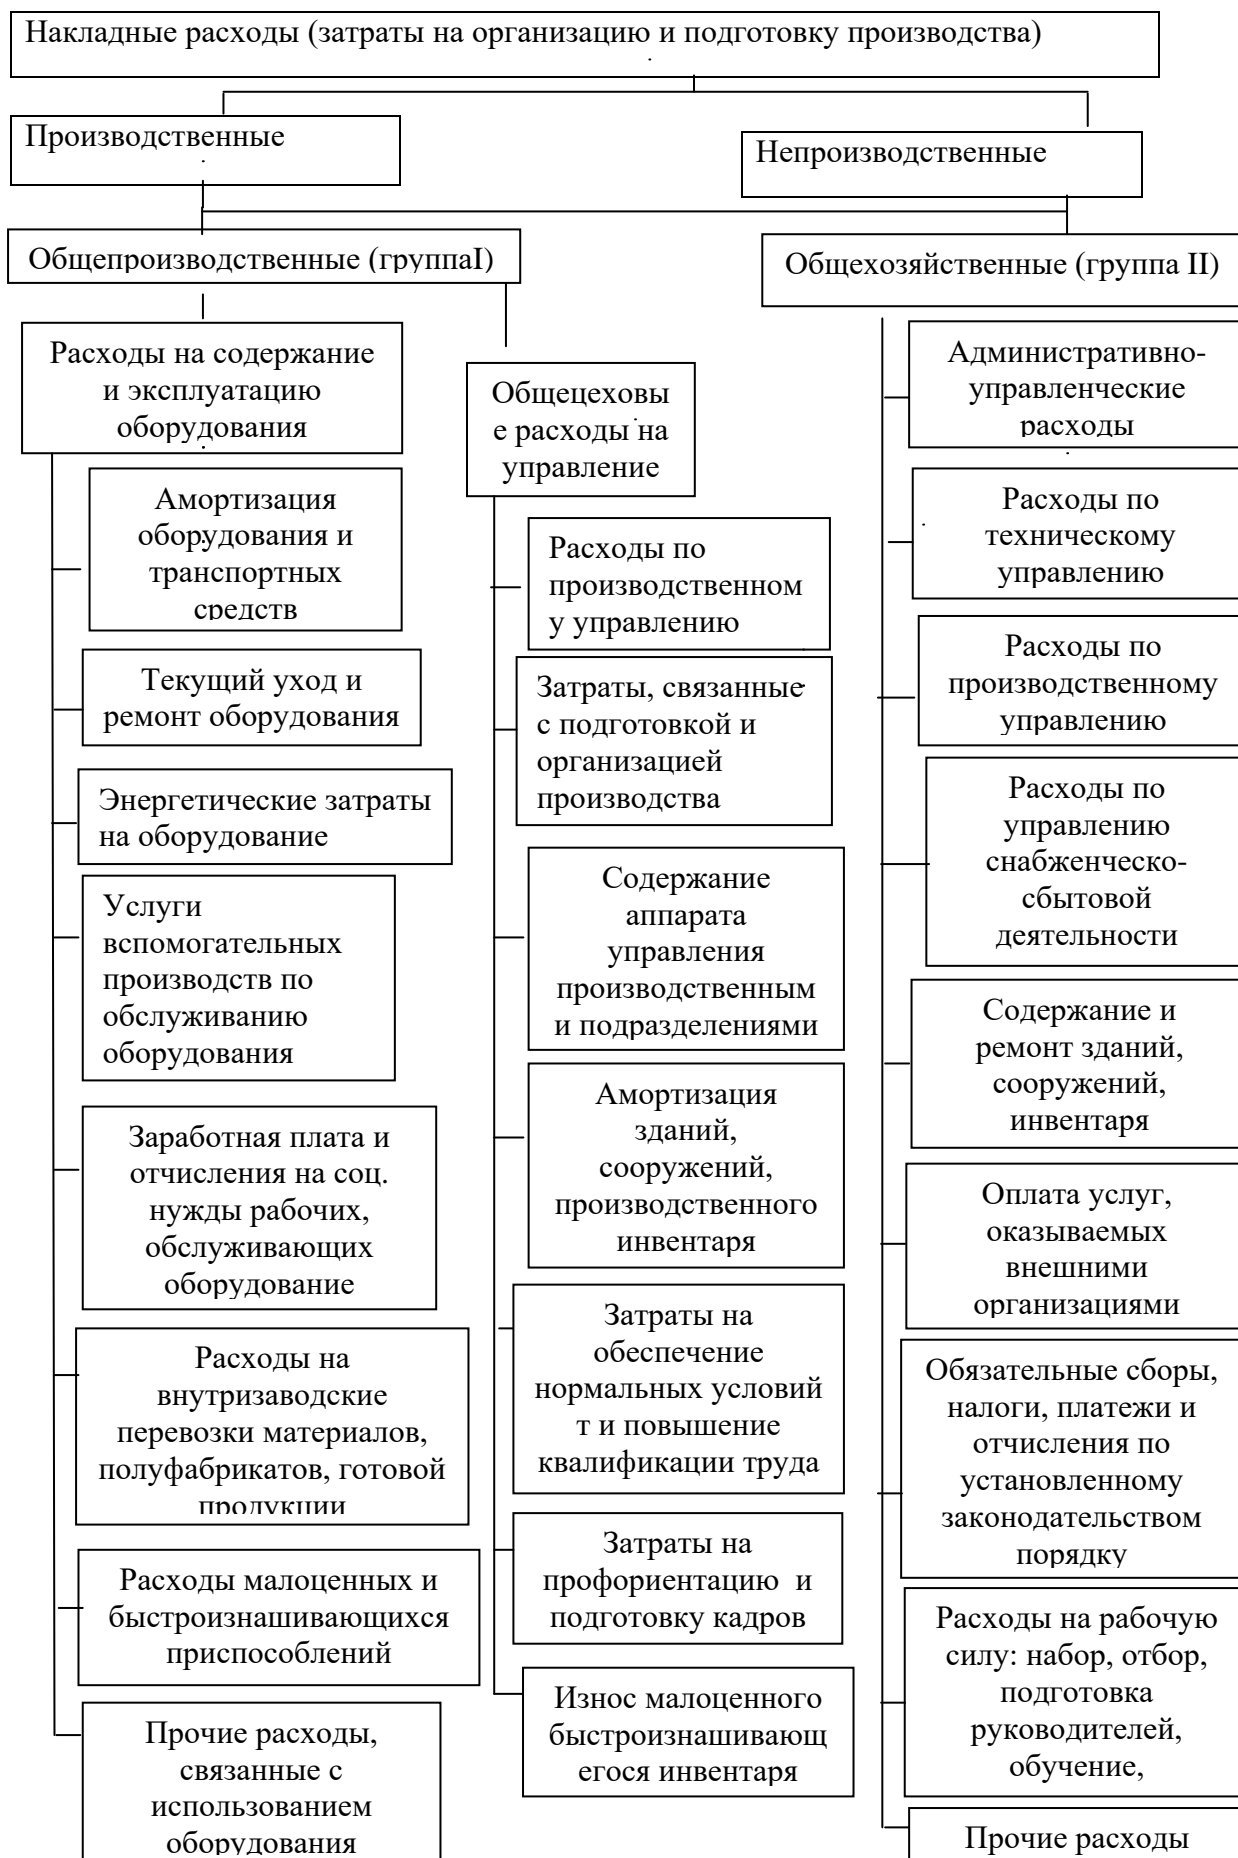 Накладные расходы (затраты на организацию и подготовку производства)
Производственные
Непроизводственные
Общепроизводственные (группаI)
Общехозяйственные (группа II)
Расходы на содержание
и эксплуатацию
оборудования
Амортизация
оборудования и
транспортных
средств
Текущий уход и
ремонт оборудования
Энергетические затраты
на оборудование
Услуги
вспомогательных
производств по
обслуживанию
оборудования
Заработная плата и
отчисления на соц.
нужды рабочих,
обслуживающих
оборудование
Расходы на
внутризаводские
перевозки материалов,
полуфабрикатов, готовой
продукции
Расходы малоценных и
быстроизнашивающихся
приспособлений
Прочие расходы,
связанные с
использованием
оборудования
Общецеховы
е расходы на
управление
Расходы по
производственном
у управлению
Затраты, связанные
с подготовкой и
организацией
производства
Содержание
аппарата
управления
производственным
и подразделениями
Амортизация
зданий,
сооружений,
производственного
инвентаря
Затраты на
обеспечение
нормальных условий
т и повышение
квалификации труда
Затраты на
профориентацию и
подготовку кадров
Износ малоценного
быстроизнашивающ
егося инвентаря
Административно-
управленческие
расходы
Расходы по
техническому
управлению
Расходы по
производственному
управлению
Расходы по
управлению
снабженческо-
сбытовой
деятельности
Содержание и
ремонт зданий,
сооружений,
инвентаря
Оплата услуг,
оказываемых
внешними
организациями
Обязательные сборы,
налоги, платежи и
отчисления по
установленному
законодательством
порядку
Расходы на рабочую
силу: набор, отбор,
подготовка
руководителей,
обучение,
Прочие расходы